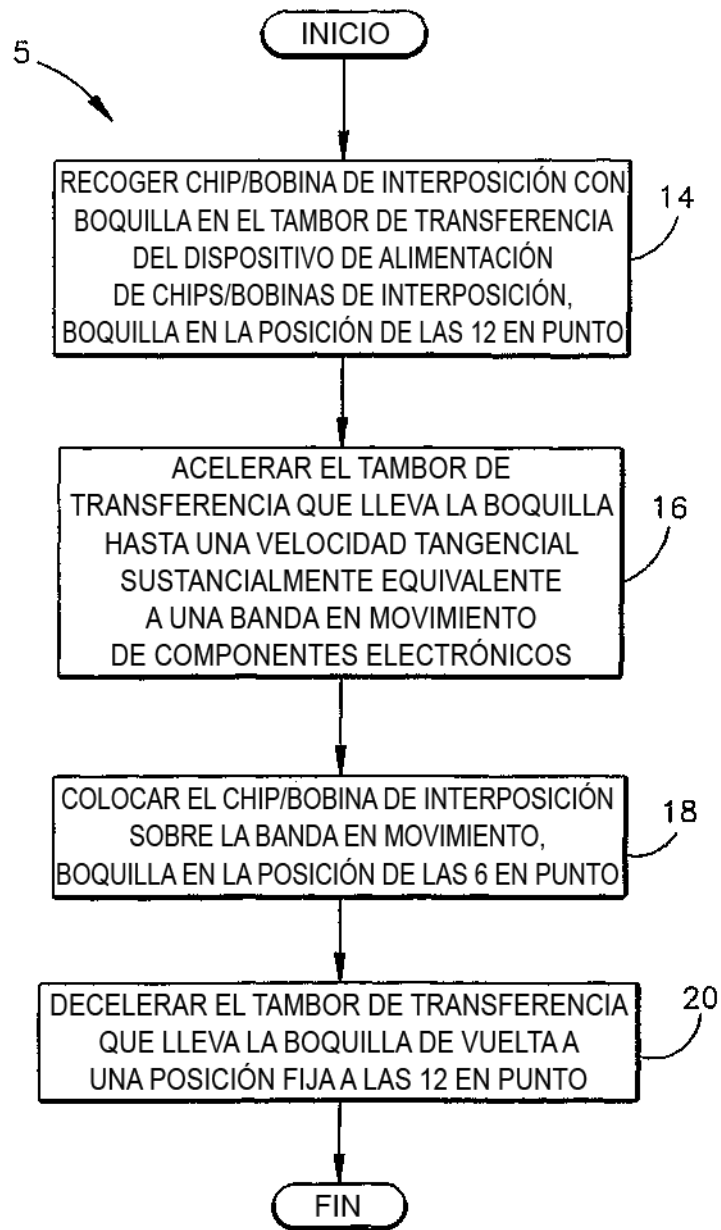 INICIO
5
RECOGER CHIP/BOBINA DE INTERPOSICIÓN CON
BOQUILLA EN EL TAMBOR DE TRANSFERENCIA
DEL DISPOSITIVO DE ALIMENTACIÓN
DE CHIPS/BOBINAS DE INTERPOSICIÓN,
BOQUILLA EN LA POSICIÓN DE LAS 12 EN PUNTO
14
ACELERAR EL TAMBOR DE
TRANSFERENCIA QUE LLEVA LA BOQUILLA
HASTA UNA VELOCIDAD TANGENCIAL
SUSTANCIALMENTE EQUIVALENTE
A UNA BANDA EN MOVIMIENTO
DE COMPONENTES ELECTRÓNICOS
16
COLOCAR EL CHIP/BOBINA DE INTERPOSICIÓN
SOBRE LA BANDA EN MOVIMIENTO,
BOQUILLA EN LA POSICIÓN DE LAS 6 EN PUNTO
18
DECELERAR EL TAMBOR DE TRANSFERENCIA
QUE LLEVA LA BOQUILLA DE VUELTA A
UNA POSICIÓN FIJA A LAS 12 EN PUNTO
20
FIN